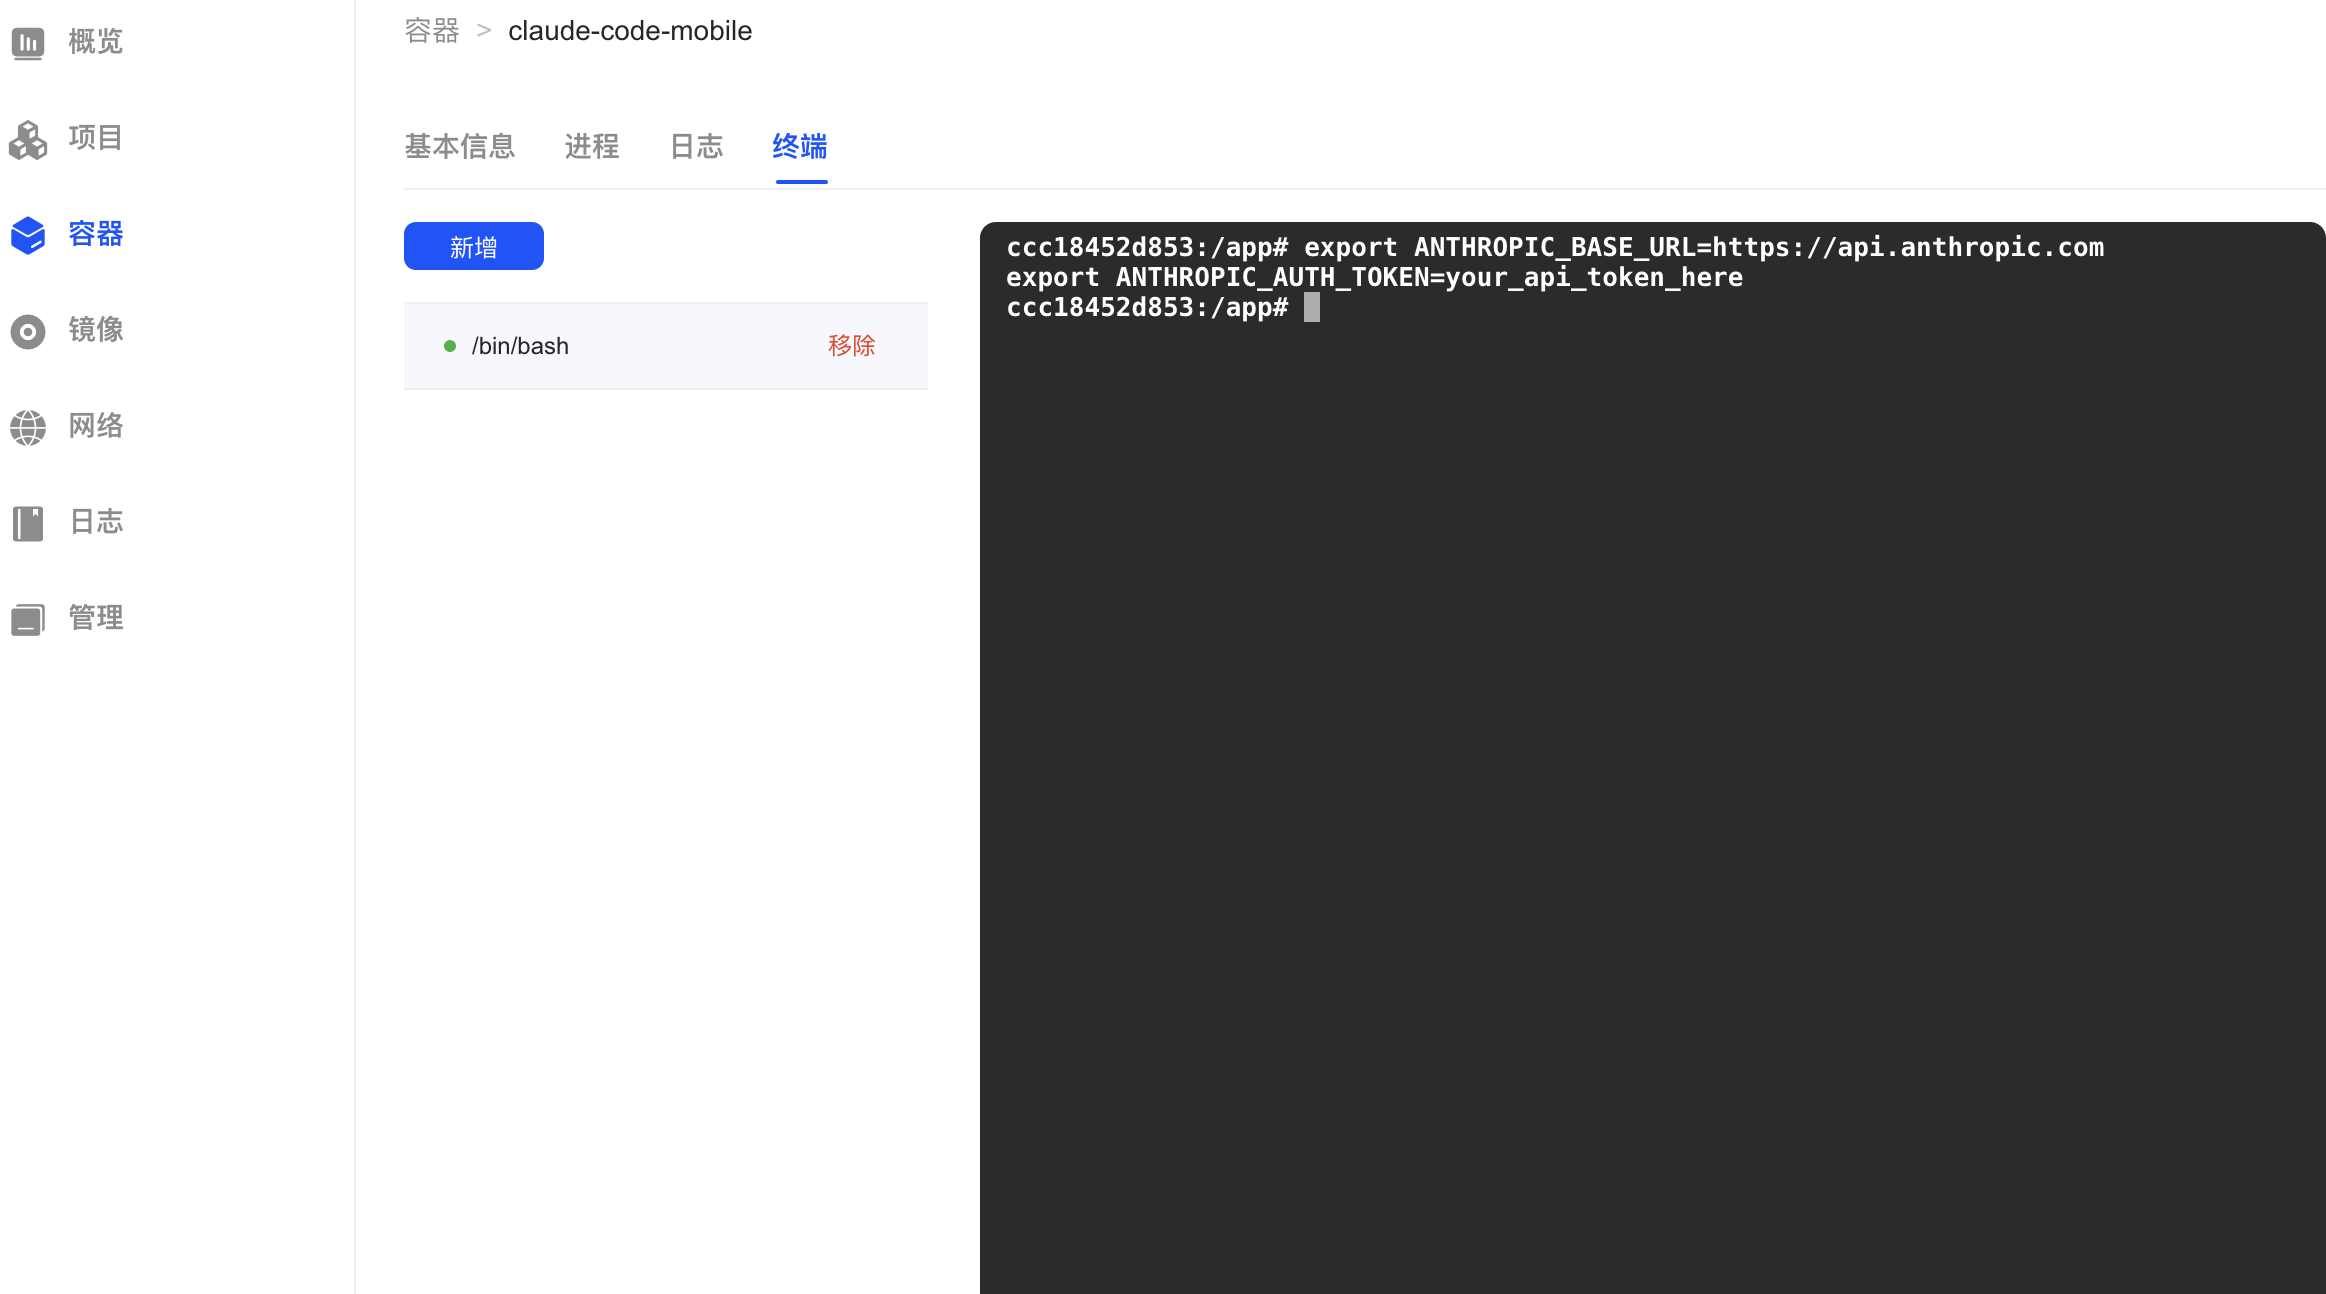 概览
项目
容器
镜像
网络
日志
管理
容器 > claude-code-mobile
基本信息 进程 日志 终端
新增
/bin/bash 移除
ccc18452d853:/app# export ANTHROPIC_BASE_URL=https://api.anthropic.com
export ANTHROPIC_AUTH_TOKEN=your_api_token_here
ccc18452d853:/app#